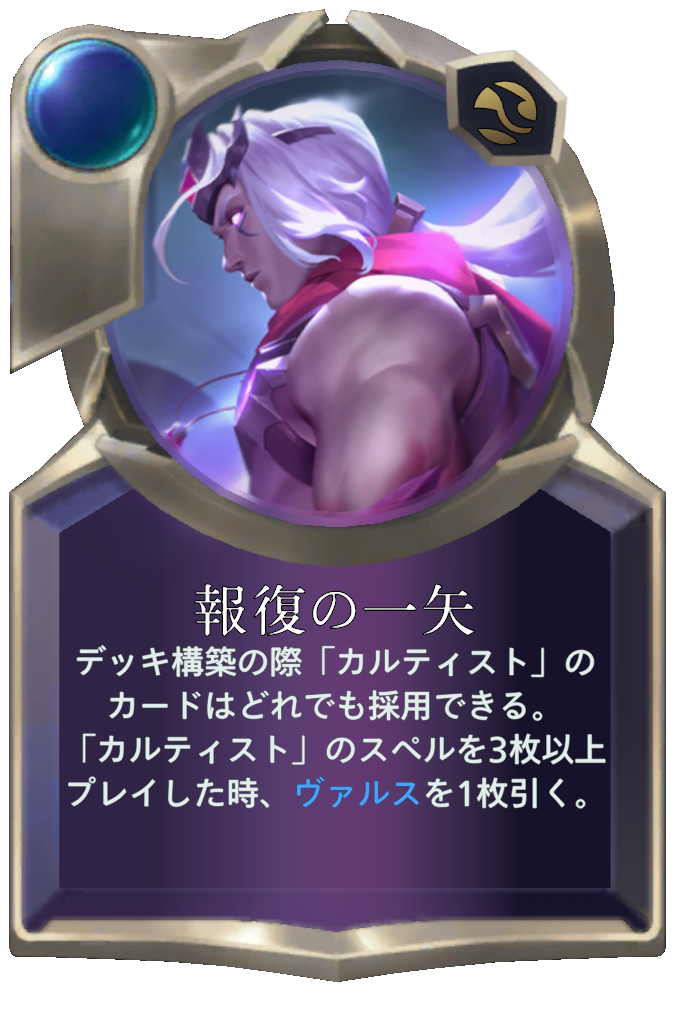 報復の一矢
デッキ構築の際「カルティスト」の
カードはどれでも採用できる。
「カルティスト」のスペルを3枚以上
プレイした時、ヴァルスを1枚引く。